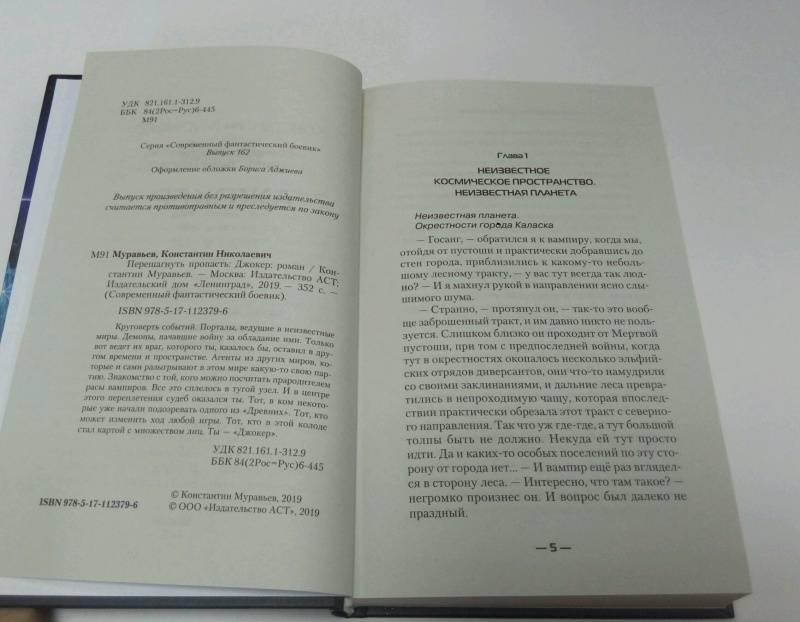 УДК 821.161.1-312.9
ББК 84(2Рос=Рус)6-445
М91
Серия «Современный фантастический боевик»
Выпуск 162
Оформление обложки Бориса Аджиева
Выпуск произведения без разрешения издательства
считается противоправным и преследуется по закону
Муравьев, Константин Николаевич
М91 Перешагнуть пропасть: Джокер: роман / Кон-
стантин Муравьев. — Москва: Издательство АСТ;
Издательский дом «Ленинград», 2019. — 352 с. —
(Современный фантастический боевик).
ISBN 978-5-17-112379-6
Круговерть событий. Порталы, ведущие в неизвестные
миры. Демоны, начавшие войну за обладание ими. Только
вот ведет их враг, которого ты, казалось бы, оставил в дру-
гом времени и пространстве. Агенты из других миров, ко-
торые и сами разыгрывают в этом мире какую-то свою пар-
тию. Знакомство с той, кого можно посчитать прародителем
расы вампиров. Все это сплелось в тугой узел. И в центре
этого переплетения судеб оказался ты. Тот, в ком некото-
рые уже начали подозревать одного из «Древних». Тот, кто
может изменить ход любой игры. Тот, кто в этой колоде
стал картой с множеством лиц. Ты — «Джокер».
УДК 821.161.1-312.9
ББК 84(2Рос=Рус)6-445
ISBN 978-5-17-112379-6
© Константин Муравьев, 2019
© ООО «Издательство АСТ», 2019
Глава 1
НЕИЗВЕСТНОЕ
КОСМИЧЕСКОЕ ПРОСТРАНСТВО.
НЕИЗВЕСТНАЯ ПЛАНЕТА
Неизвестная планета.
Окрестности города Каласка
— Госанг, — обратился я к вампиру, когда мы,
отойдя от пустоши и практически добравшись до
стен города, приблизились к какому-то неболь-
шому лесному тракту, — у вас тут всегда так люд-
но? — И я махнул рукой в направлении ясно слы-
шимого шума.
— Странно, — протянул он, — так-то это вооб-
ще заброшенный тракт, и им давно никто не поль-
зуется. Слишком близко он проходит от Мертвой
пустоши, при том с предпоследней войны, когда
тут в окрестностях окопалось несколько эльфий-
ских отрядов диверсантов, они что-то намудрили
со своими заклинаниями, и дальние леса превра-
тились в непроходимую чащу, которая впослед-
ствии практически обрезала этот тракт с северно-
го направления. Так что уж где-где, а тут большой
толпы быть не должно. Некуда ей тут просто
идти. Да и каких-то особых поселений по эту сто-
рону от города нет... — И вампир ещё раз вгляделся
в сторону леса. — Интересно, что там такое? —
негромко произнес он. И вопрос был далеко не
праздный.
— 5 —